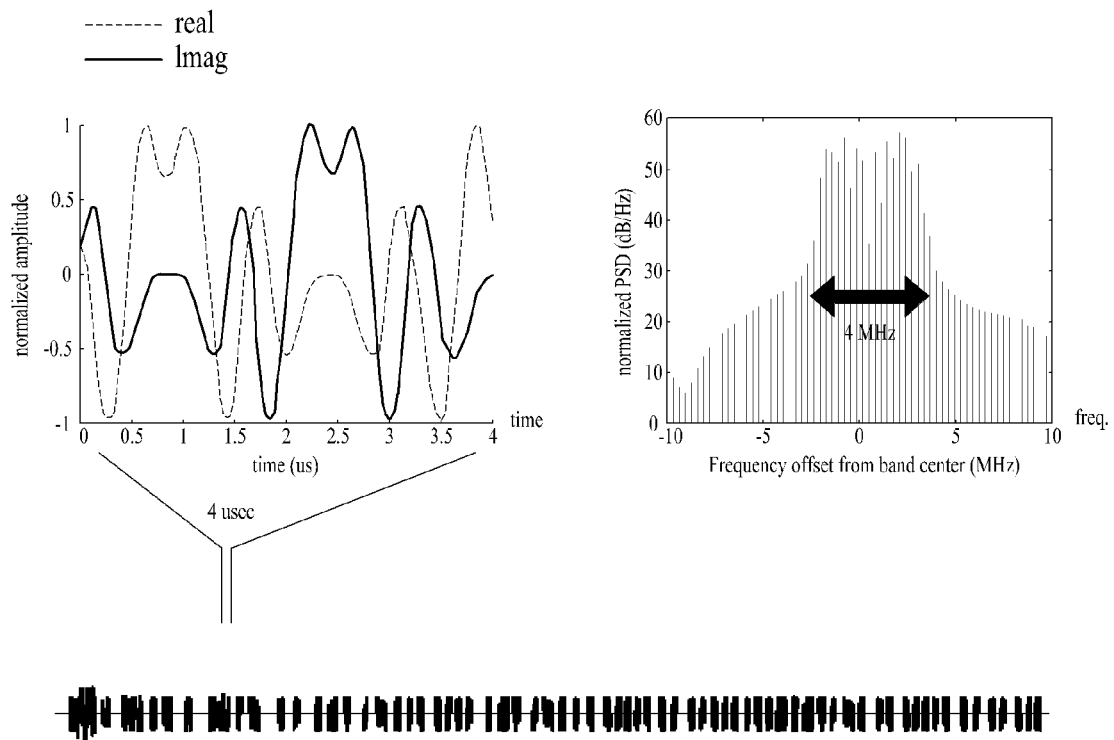 real
lmag
1
0.5
0
-0.5
-1
normalized amplitude
0 0.5 1 1.5 2 2.5 3 3.5 4
time
time (us)
60
50
40
30
20
10
0
normalized PSD (dB/Hz)
4 MHz
-10 -5 0 5 10
freq.
Frequency offset from band center (MHz)
4 usec